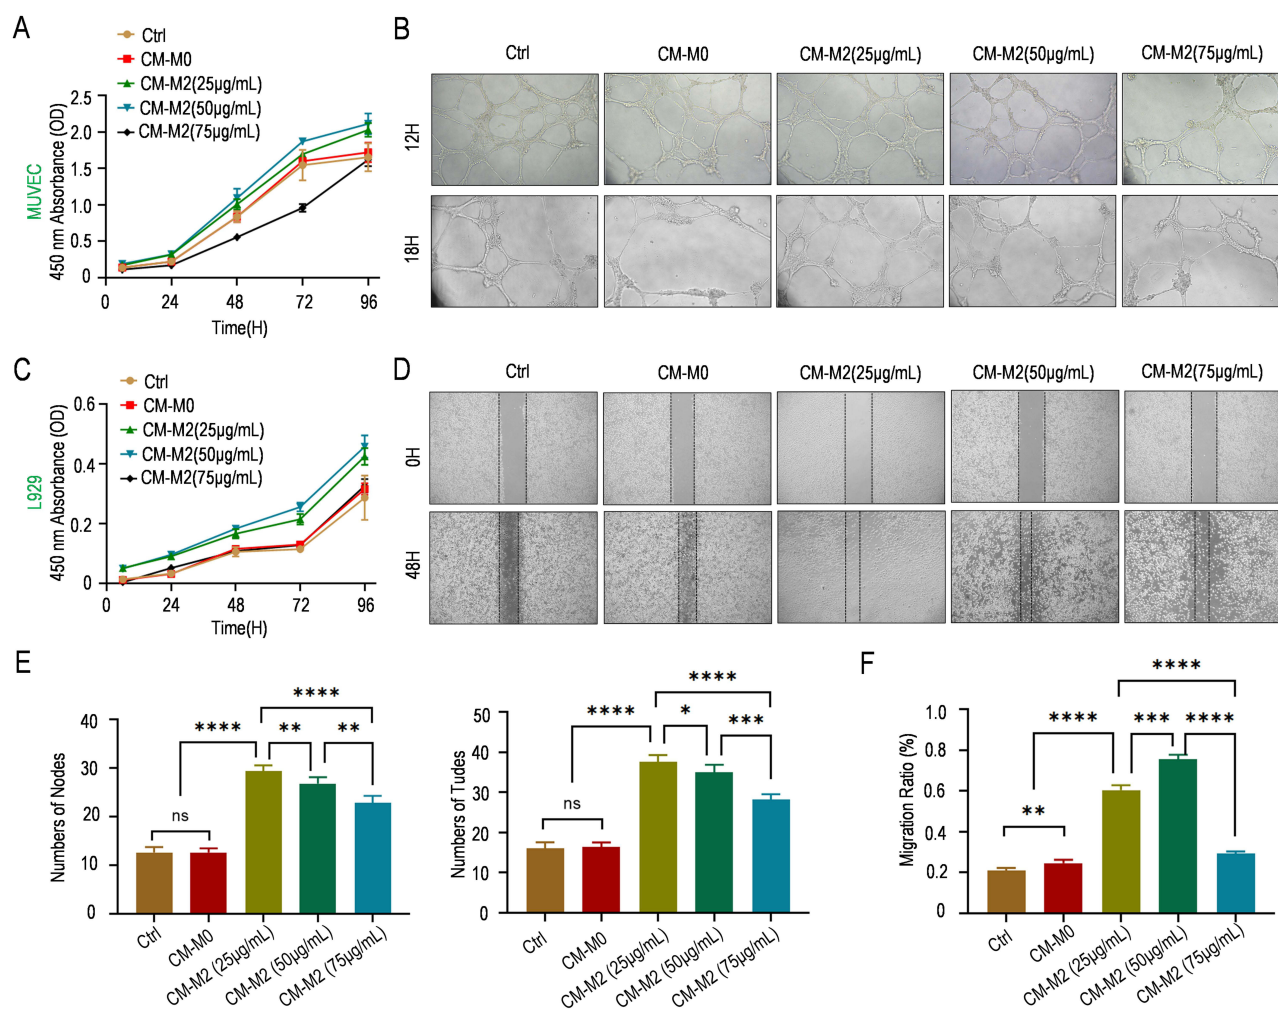 A
Ctrl
CM-M0
CM-M2(25µg/mL)
CM-M2(50µg/mL)
CM-M2(75µg/mL)
MUVEC
450 nm Absorbance (OD)
2.5
2.0
1.5
1.0
0.5
0
0 24 48 72 96
Time(H)
B
Ctrl CM-M0 CM-M2(25µg/mL) CM-M2(50µg/mL) CM-M2(75µg/mL)
12H
18H
C
Ctrl
CM-M0
CM-M2(25µg/mL)
CM-M2(50µg/mL)
CM-M2(75µg/mL)
L929
450 nm Absorbance (OD)
0.6
0.4
0.2
0
0 24 48 72 96
Time(H)
D
Ctrl CM-M0 CM-M2(25µg/mL) CM-M2(50µg/mL) CM-M2(75µg/mL)
0H
48H
E
Numbers of Nodes
40
30
20
10
0
****
**** ** **
ns
Ctrl
CM-M0
CM-M2 (25µg/mL)
CM-M2 (50µg/mL)
CM-M2 (75µg/mL)
Numbers of Tudes
50
40
30
20
10
0
****
**** * ***
ns
Ctrl
CM-M0
CM-M2 (25µg/mL)
CM-M2 (50µg/mL)
CM-M2 (75µg/mL)
F
Migration Ratio (%)
1.0
0.8
0.6
0.4
0.2
0
****
**** *** ****
**
Ctrl
CM-M0
CM-M2 (25µg/mL)
CM-M2 (50µg/mL)
CM-M2 (75µg/mL)